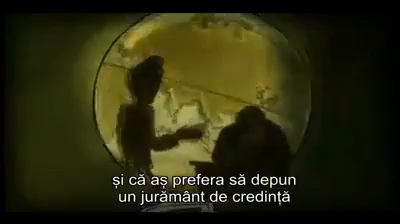 și că aș prefera să depun
un jurământ de credință